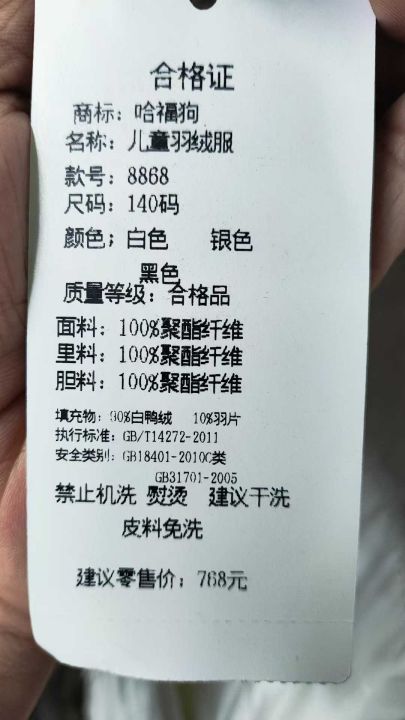 合格证
商标：哈福狗
名称：儿童羽绒服
款号：8868
尺码：140码
颜色；白色 银色
黑色
质量等级：合格品
面料：100%聚酯纤维
里料：100%聚酯纤维
胆料：100%聚酯纤维
填充物：90%白鸭绒 10%羽片
执行标准：GB/T14272-2011
安全类别：GB18401-2010C类
GB31701-2005
禁止机洗 熨烫 建议干洗
皮料免洗
建议零售价；768元